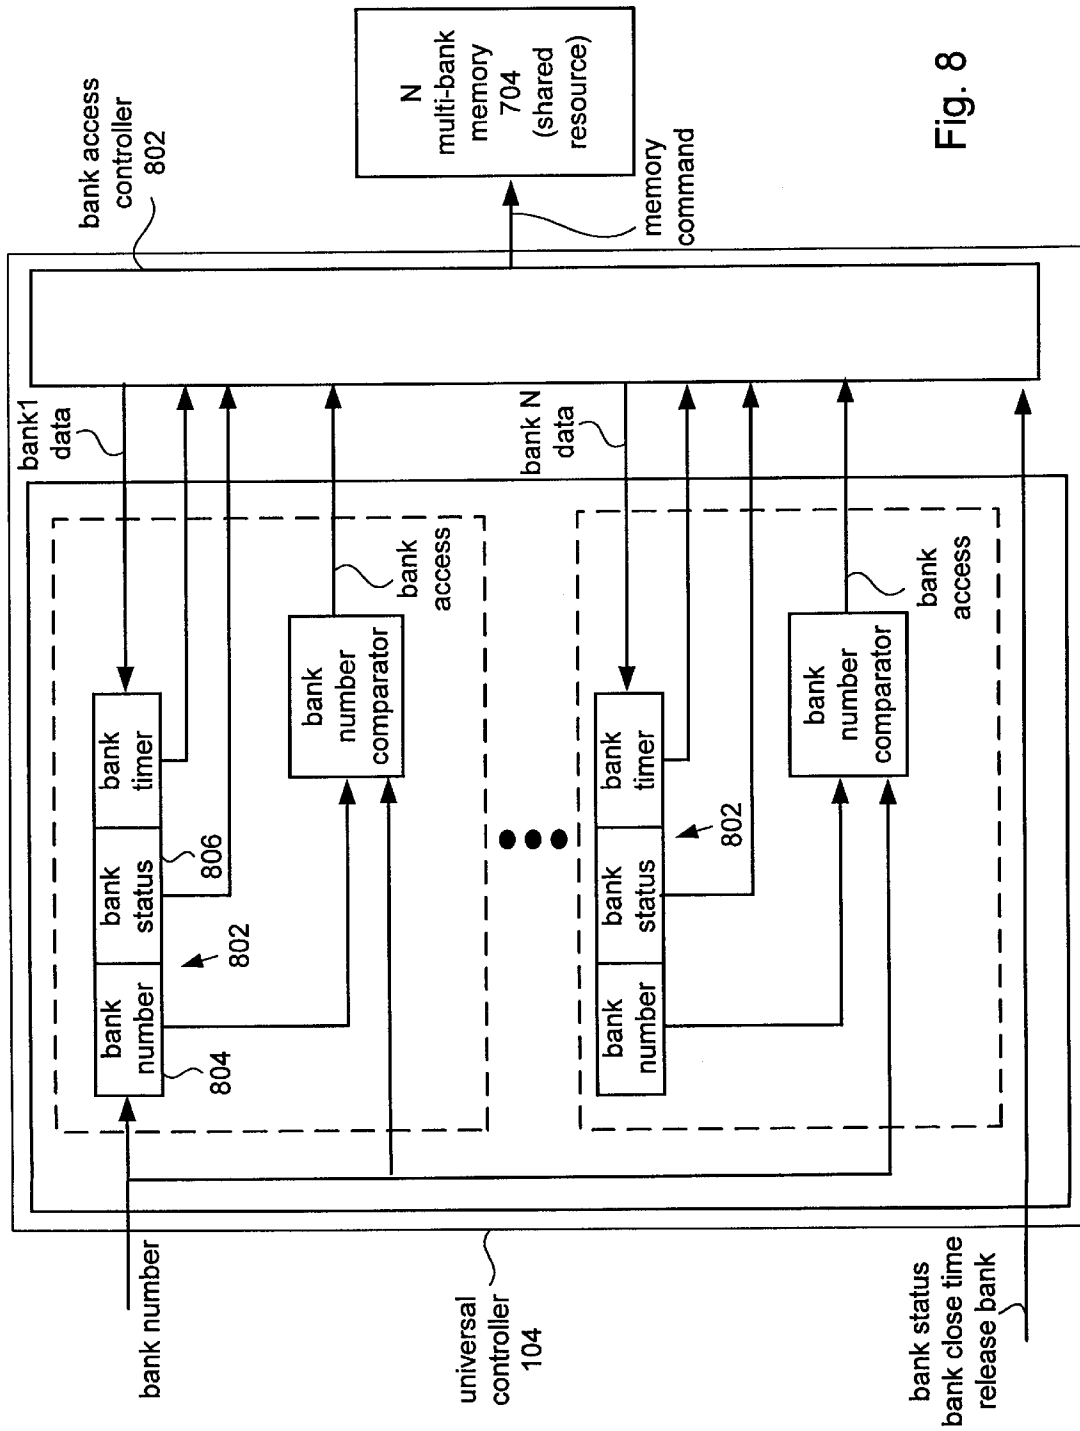 bank number
universal
controller
104
bank status
bank close time
release bank
bank
number
804
bank
status
806
bank
timer
802
bank
number
comparator
bank
access
bank1
data
bank access
controller
802
N
multi-bank
memory
704
(shared
resource)
memory
command
bank
number
bank
status
bank
timer
802
bank
number
comparator
bank
access
bank N
data
Fig. 8